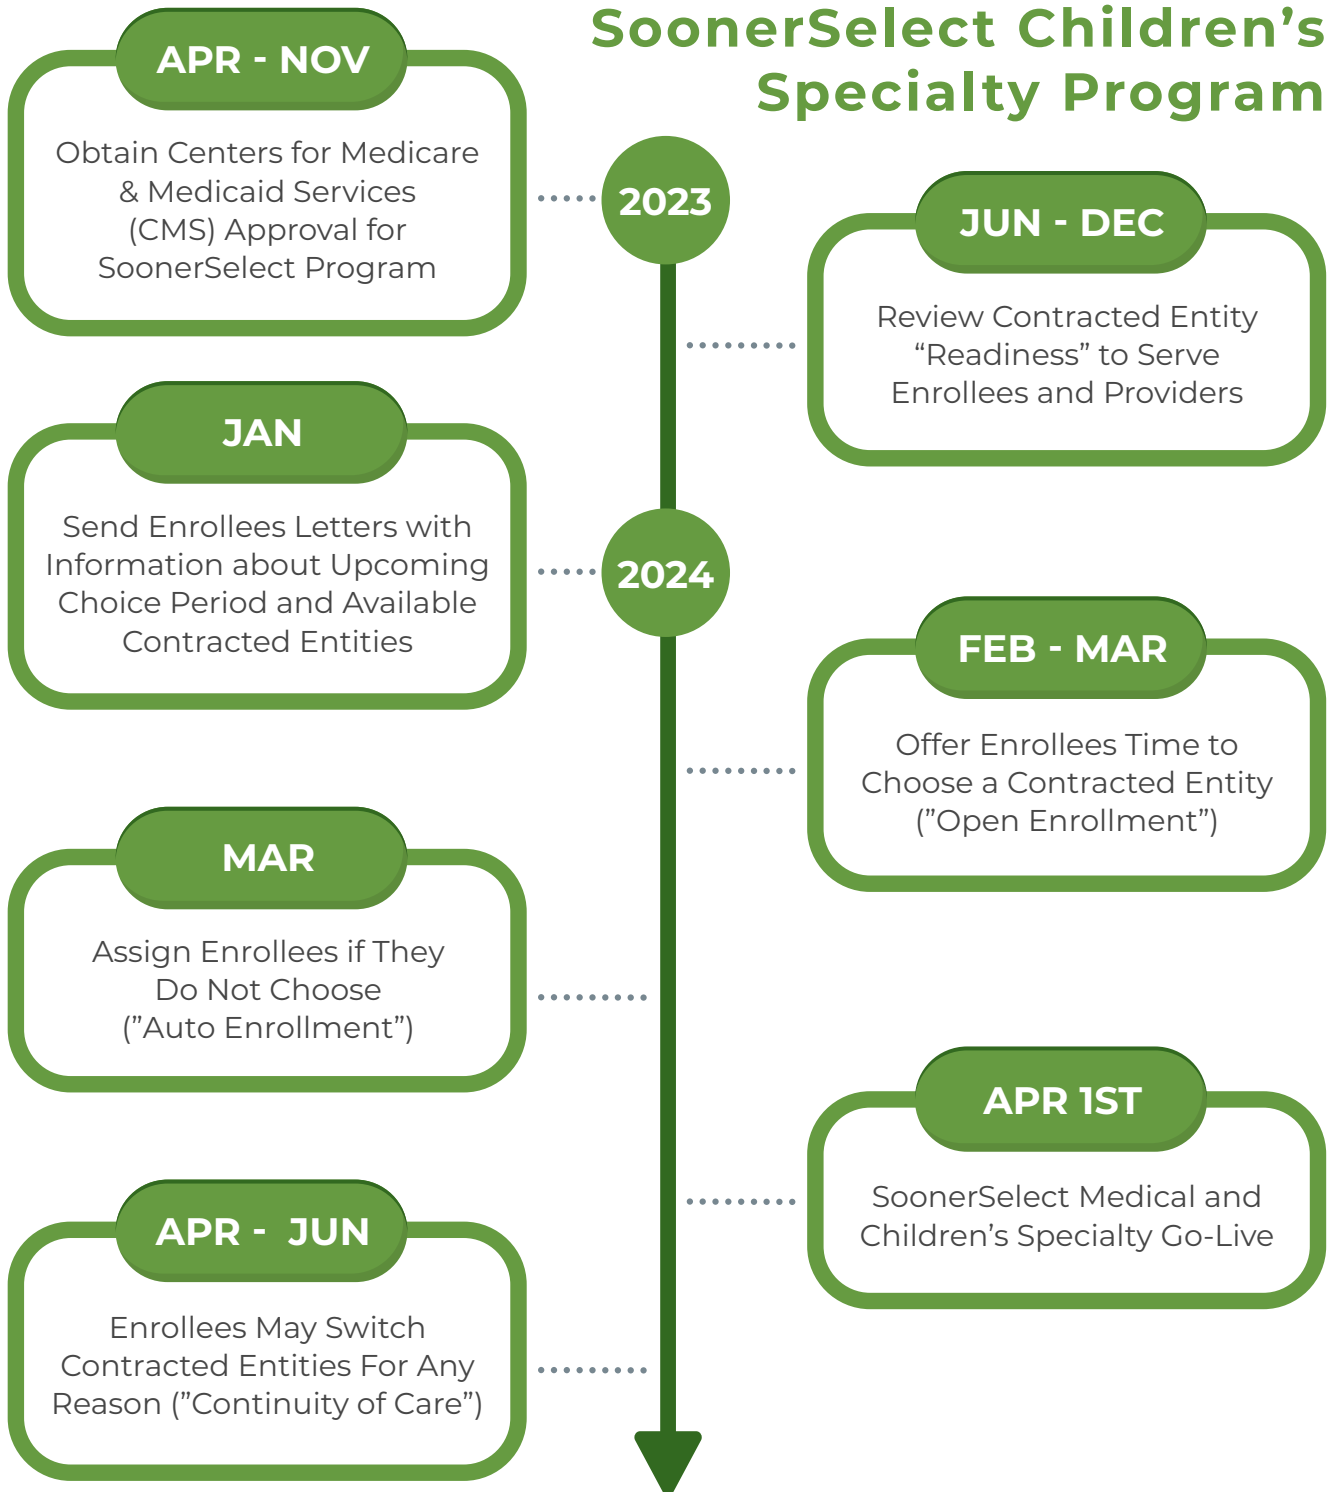 SoonerSelect Children's
Specialty Program
APR - NOV
Obtain Centers for Medicare
& Medicaid Services
(CMS) Approval for
SoonerSelect Program
2023
JUN - DEC
Review Contracted Entity
“Readiness” to Serve
Enrollees and Providers
JAN
Send Enrollees Letters with
Information about Upcoming
Choice Period and Available
Contracted Entities
2024
FEB - MAR
Offer Enrollees Time to
Choose a Contracted Entity
(”Open Enrollment”)
MAR
Assign Enrollees if They
Do Not Choose
(”Auto Enrollment”)
APR 1ST
SoonerSelect Medical and
Children’s Specialty Go-Live
APR - JUN
Enrollees May Switch
Contracted Entities For Any
Reason (”Continuity of Care”)